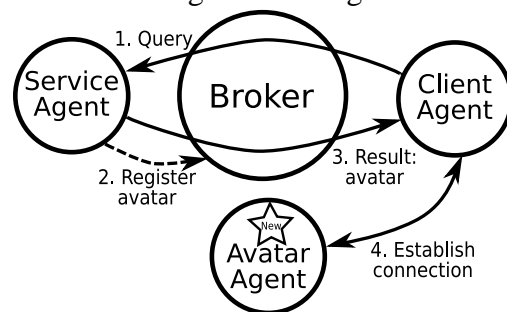 1. Query
Service
Agent
Broker
Client
Agent
2. Register
avatar
3. Result:
avatar
New
Avatar
Agent
4. Establish
connection